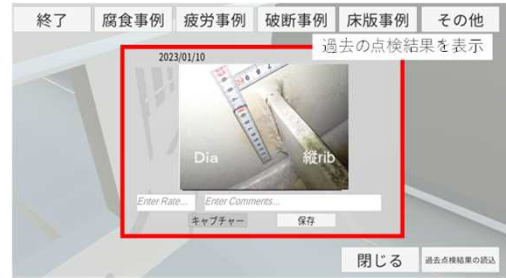 終了 腐食事例 疲労事例 破断事例 床版事例 その他
過去の点検結果を表示
2023/01/10
Dia 縦rib
Enter Rate... Enter Comments...
キャプチャー 保存
閉じる 過去点検結果の読込